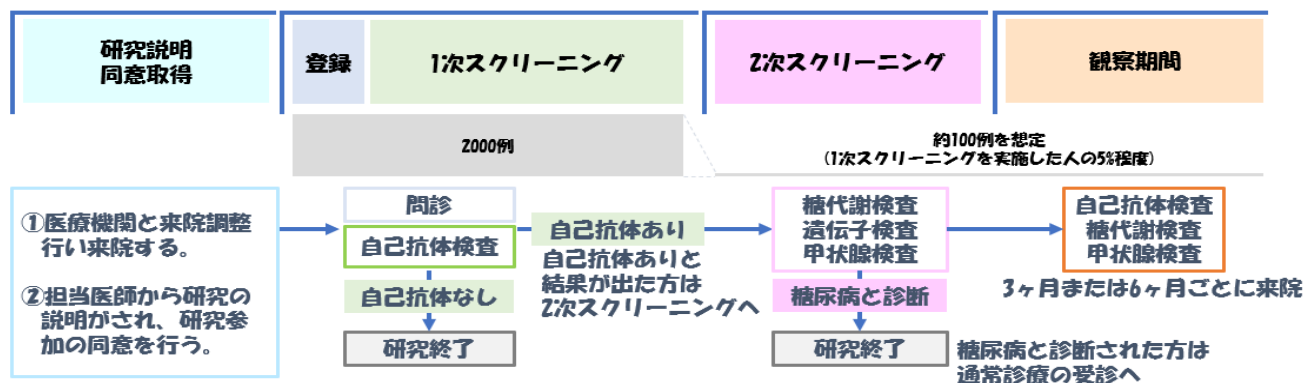 研究説明
同意取得
登録
1次スクリーニング
2次スクリーニング
観察期間
2000例
約100例を想定
(1次スクリーニングを実施した人の5%程度)
①医療機関と来院調整
行い来院する。
②担当医師から研究の
説明がされ、研究参
加の同意を行う。
問診
自己抗体検査
自己抗体なし
研究終了
自己抗体あり
自己抗体ありと
結果が出た方は
2次スクリーニングへ
糖代謝検査
遺伝子検査
甲状腺検査
糖尿病と診断
研究終了
糖尿病と診断された方は
通常診療の受診へ
自己抗体検査
糖代謝検査
甲状腺検査
3ヶ月または6ヶ月ごとに来院